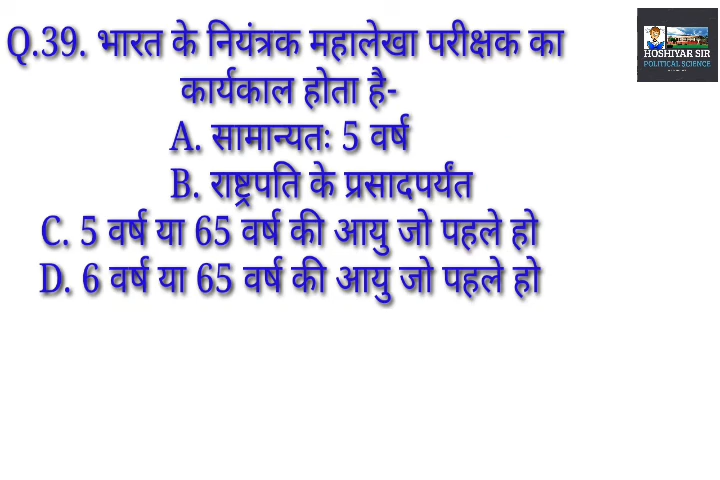 Q.39. भारत के नियंत्रक महालेखा परीक्षक का
कार्यकाल होता है-
A. सामान्यतः 5 वर्ष
B. राष्ट्रपति के प्रसादपर्यंत
C. 5 वर्ष या 65 वर्ष की आयु जो पहले हो
D. 6 वर्ष या 65 वर्ष की आयु जो पहले हो
HOSHIYAR SIR
POLITICAL SCIENCE